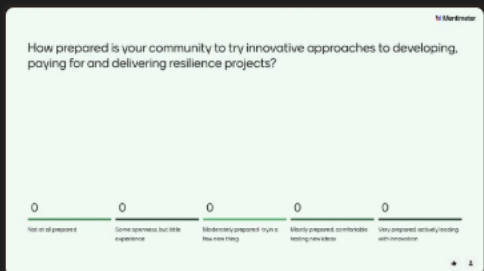 Mentimeter
How prepared is your community to try innovative approaches to developing,
paying for and delivering resilience projects?
0
0
0
0
0
Not at all prepared
Some openness, but little
experience
Moderately prepared
few new thing
Mostly prepared, comfortable
testing new ideas
Very prepared, actively leading
with innovation